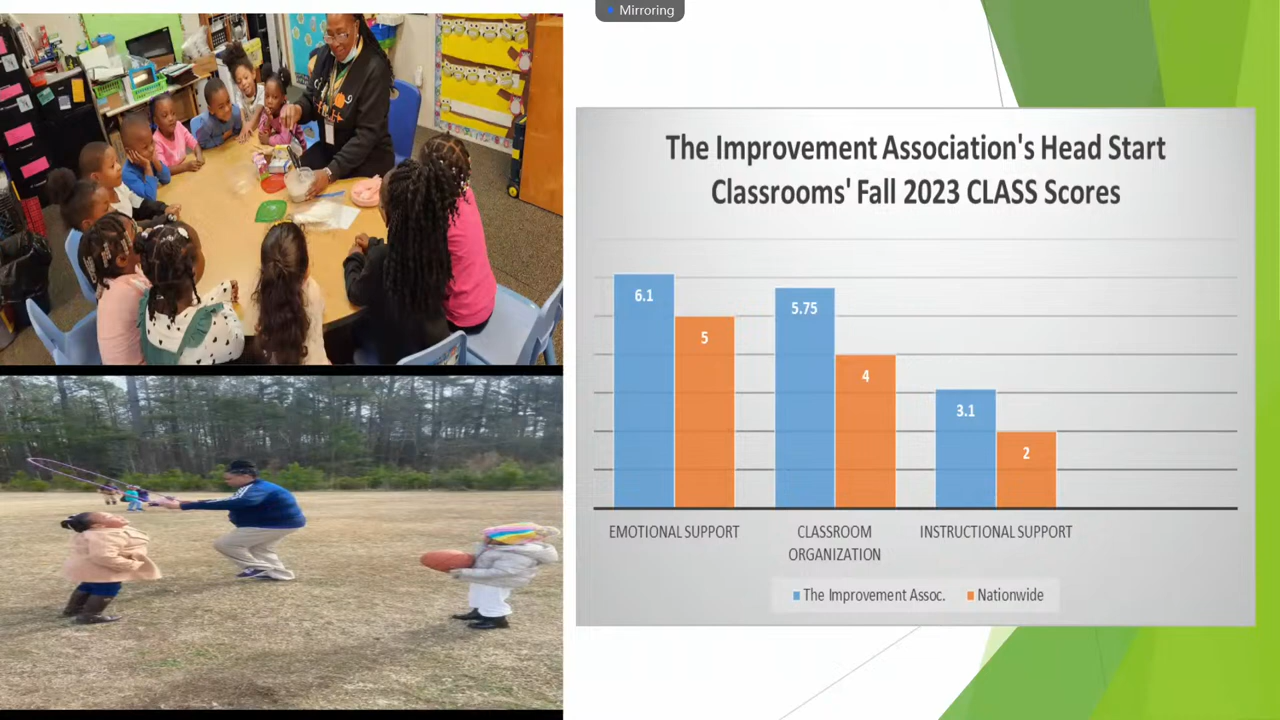 Mirroring
The Improvement Association's Head Start
Classrooms' Fall 2023 CLASS Scores
6.1
5
5.75
4
3.1
2
EMOTIONAL SUPPORT
CLASSROOM
ORGANIZATION
INSTRUCTIONAL SUPPORT
The Improvement Assoc.
Nationwide